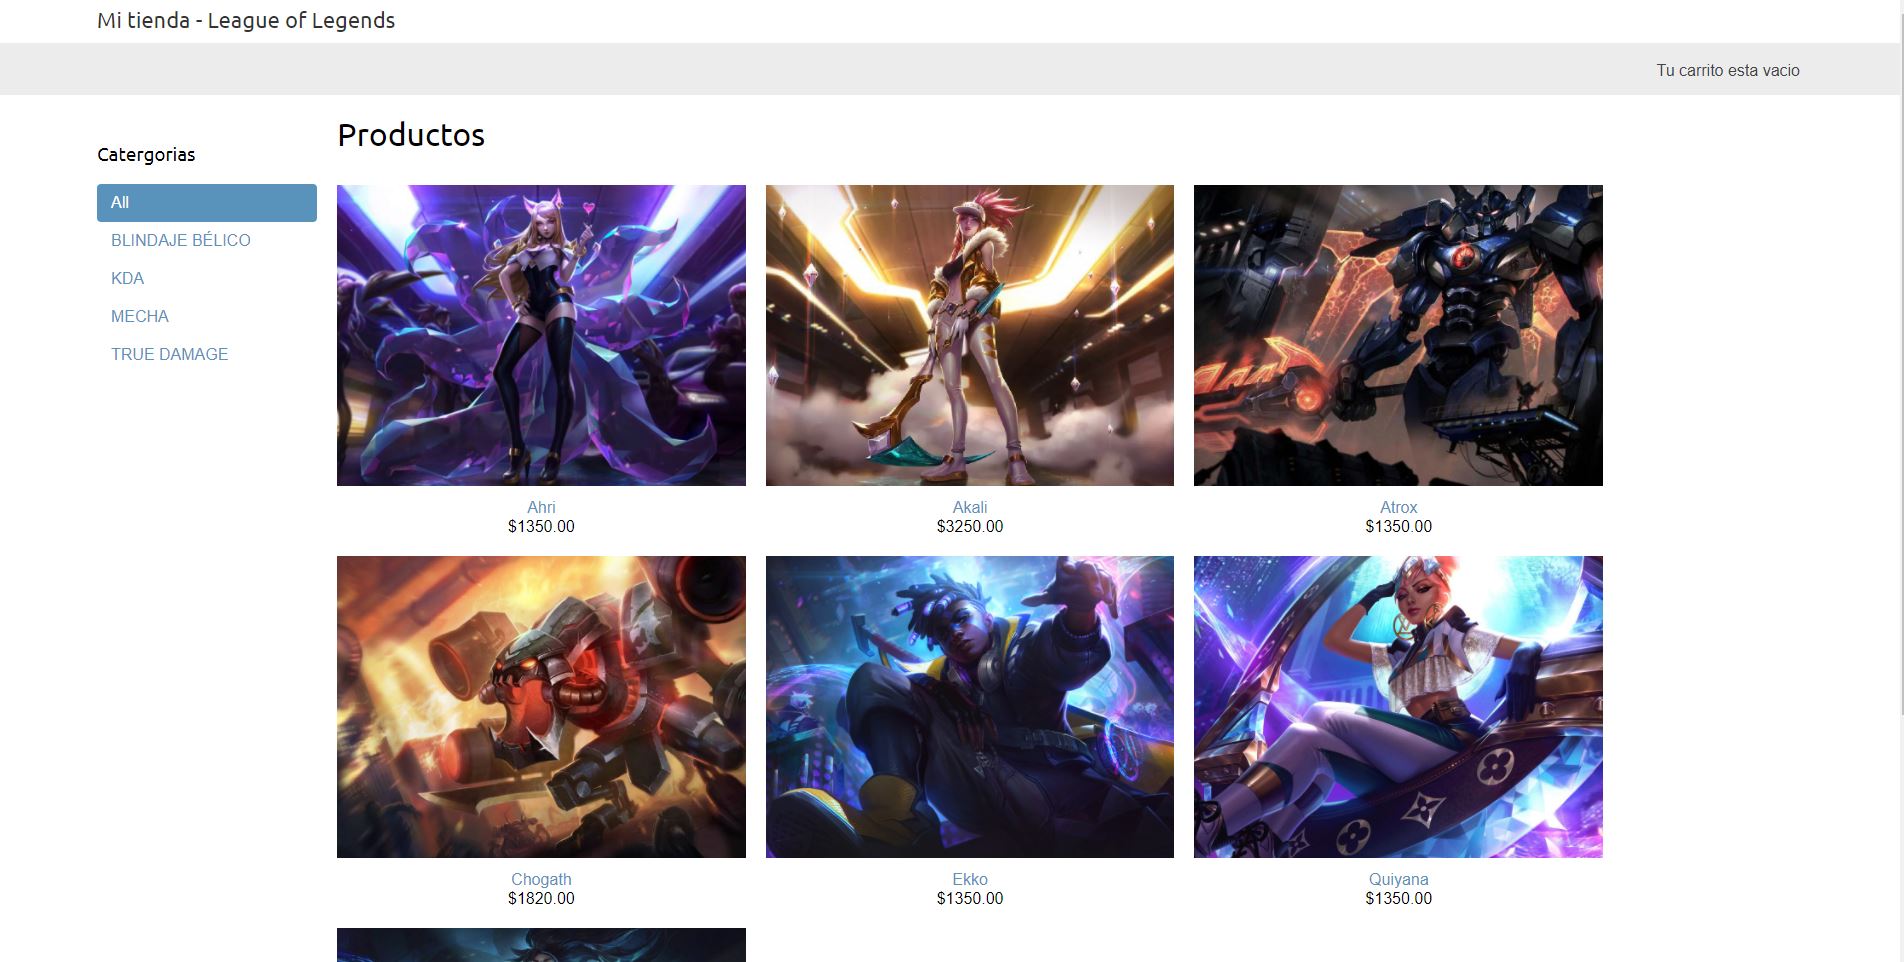 Mi tienda - League of Legends
Tu carrito esta vacio
Catergorias
All
BLINDAJE BÉLICO
KDA
MECHA
TRUE DAMAGE
Productos
Ahri
$1350.00
Akali
$3250.00
Atrox
$1350.00
Chogath
$1820.00
Ekko
$1350.00
Quiyana
$1350.00